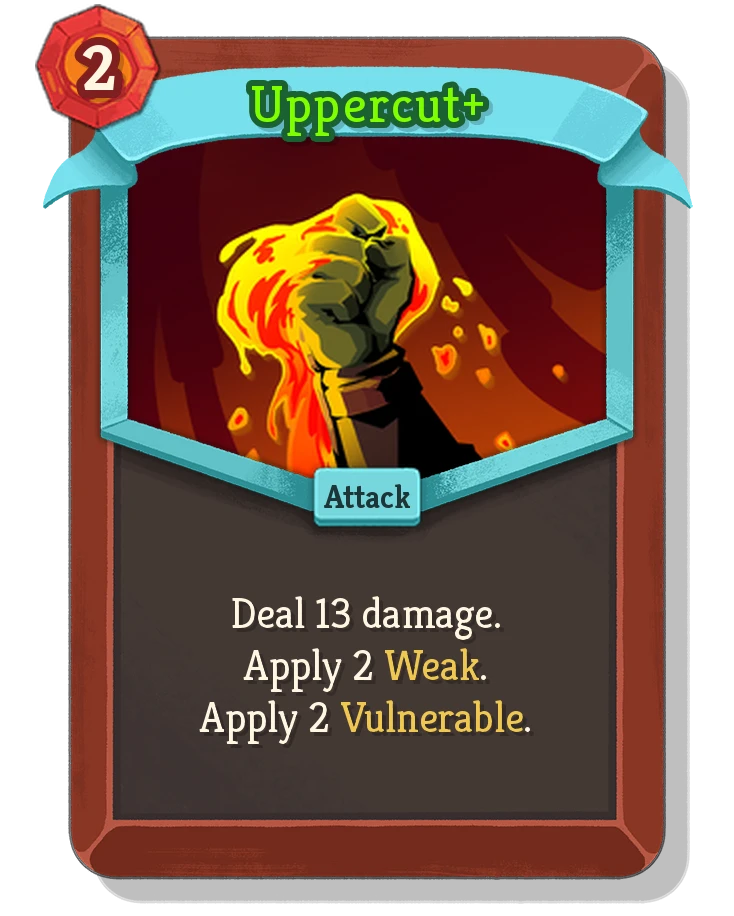 2
Uppercut+
Attack
Deal 13 damage.
Apply 2 Weak.
Apply 2 Vulnerable.